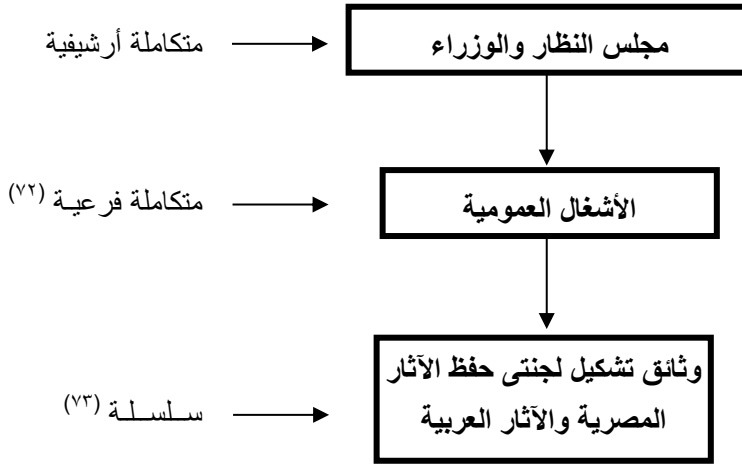 مجلس النظار والوزراء
متكاملة أرشيفية
الأشغال العمومية
متكاملة فرعية (٧٢)
وثائق تشكيل لجنتى حفظ الآثار
المصرية والآثار العربية
سلسلة (٧٣)